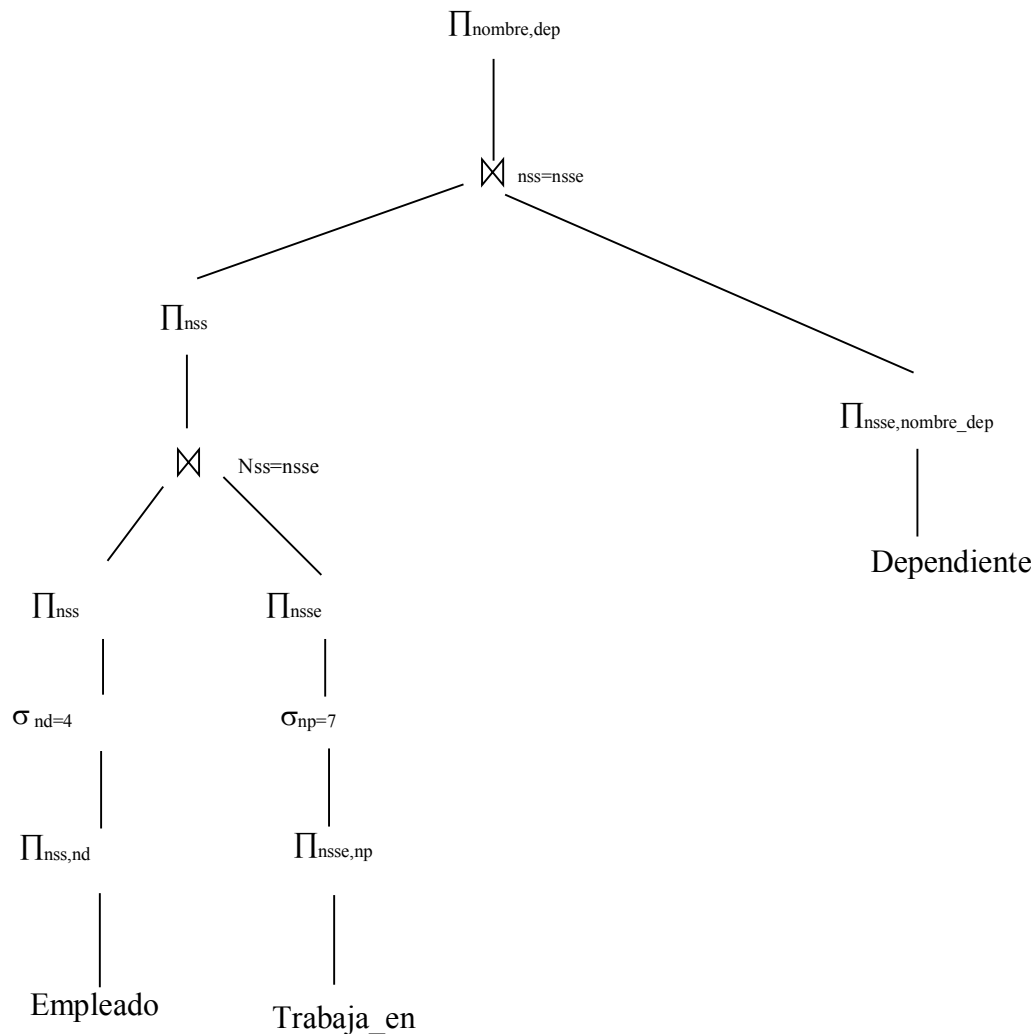 ∏nombre,dep
⋈ nss=nsse
∏nss
∏nsse,nombre_dep
⋈ Nss=nsse
Dependiente
∏nss ∏nsse
σ nd=4 σnp=7
∏nss,nd ∏nsse,np
Empleado Trabaja_en